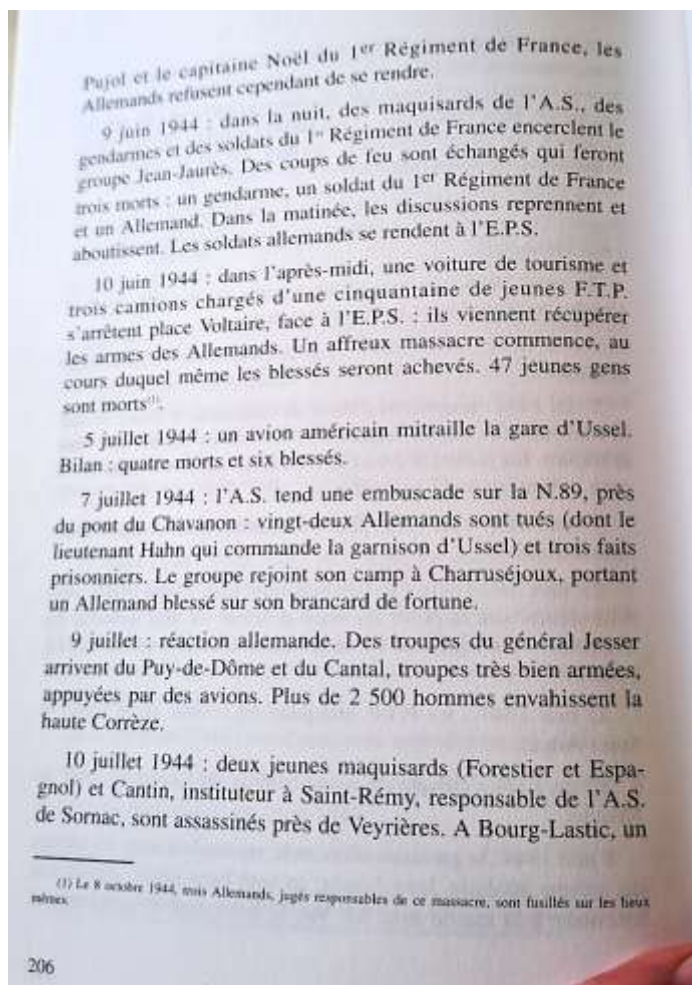 Pujol et le capitaine Noël du 1er Régiment de France, les
Allemands refusent cependant de se rendre.
9 juin 1944 : dans la nuit, des maquisards de l'A.S., des
gendarmes et des soldats du 1er Régiment de France encerclent le
groupe Jean-Jaurès. Des coups de feu sont échangés qui feront
trois morts : un gendarme, un soldat du 1er Régiment de France
et un Allemand. Dans la matinée, les discussions reprennent et
aboutissent. Les soldats allemands se rendent à l'E.P.S.
10 juin 1944 : dans l'après-midi, une voiture de tourisme et
trois camions chargés d'une cinquantaine de jeunes F.T.P.
s'arrêtent place Voltaire, face à l'E.P.S. : ils viennent récupérer
les armes des Allemands. Un affreux massacre commence, au
cours duquel même les blessés seront achevés. 47 jeunes gens
sont morts(1).
5 juillet 1944 : un avion américain mitraille la gare d'Ussel.
Bilan : quatre morts et six blessés.
7 juillet 1944 : l'A.S. tend une embuscade sur la N.89, près
du pont du Chavanon : vingt-deux Allemands sont tués (dont le
lieutenant Hahn qui commande la garnison d'Ussel) et trois faits
prisonniers. Le groupe rejoint son camp à Charruséjoux, portant
un Allemand blessé sur son brancard de fortune.
9 juillet : réaction allemande. Des troupes du général Jesser
arrivent du Puy-de-Dôme et du Cantal, troupes très bien armées,
appuyées par des avions. Plus de 2 500 hommes envahissent la
haute Corrèze.
10 juillet 1944 : deux jeunes maquisards (Forestier et Espa-
gnol) et Cantin, instituteur à Saint-Rémy, responsable de l'A.S.
de Sornac, sont assassinés près de Veyrières. A Bourg-Lastic, un
(1) Le 8 octobre 1944, trois Allemands, jugés responsables de ce massacre, sont fusillés sur les lieux
mêmes.
206